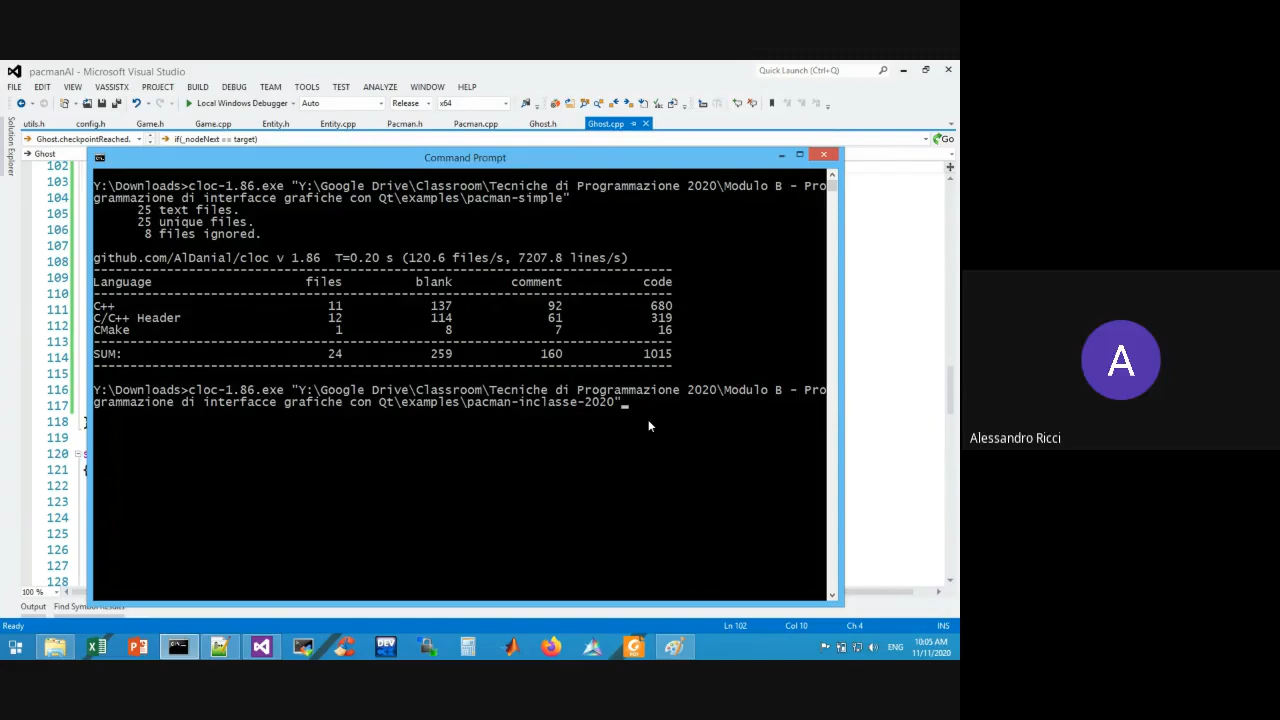 pacmanAI - Microsoft Visual Studio
Quick Launch (Ctrl+Q)
FILE EDIT VIEW VASSISTX PROJECT BUILD DEBUG TEAM TOOLS TEST ANALYZE WINDOW HELP
Local Windows Debugger Auto Release x64
utils.h config.h Game.h Game.cpp Entity.h Entity.cpp Pacman.h Pacman.cpp Ghost.h Ghost.cpp
Ghost.checkpointReached. if(_nodeNext == target) Go
Ghost
Solution Explorer
Command Prompt
102
103
104
105
106
107
108
109
110
111
112
113
114
115
116
117
118 }
119
120
121 {
122
123
124
125
126
127
128
Y:\Downloads>cloc-1.86.exe "Y:\Google Drive\Classroom\Tecniche di Programmazione 2020\Modulo B - Pro
grammazione di interfacce grafiche con Qt\examples\pacman-simple"
25 text files.
25 unique files.
8 files ignored.
github.com/AlDanial/cloc v 1.86 T=0.20 s (120.6 files/s, 7207.8 lines/s)
Language files blank comment code
C++ 11 137 92 680
C/C++ Header 12 114 61 319
CMake 1 8 7 16
SUM: 24 259 160 1015
Y:\Downloads>cloc-1.86.exe "Y:\Google Drive\Classroom\Tecniche di Programmazione 2020\Modulo B - Pro
grammazione di interfacce grafiche con Qt\examples\pacman-inclasse-2020"
100 %
Output Find Symbol Results
Ready Ln 102 Col 10 Ch 4 INS
DEV
PDF
ENG
10:05 AM
11/11/2020
A
Alessandro Ricci